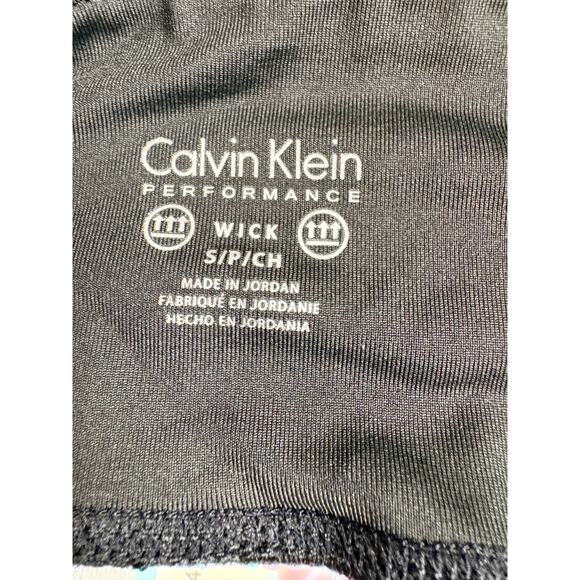 Calvin Klein
PERFORMANCE
WICK
S/P/CH
MADE IN JORDAN
FABRIQUÉ EN JORDANIE
HECHO EN JORDANIA